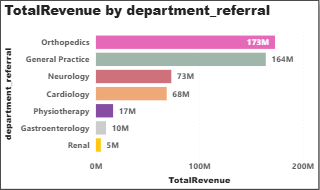 TotalRevenue by department_referral
department_referral
Orthopedics 173M
General Practice 164M
Neurology 73M
Cardiology 68M
Physiotherapy 17M
Gastroenterology 10M
Renal 5M
0M 100M 200M
TotalRevenue